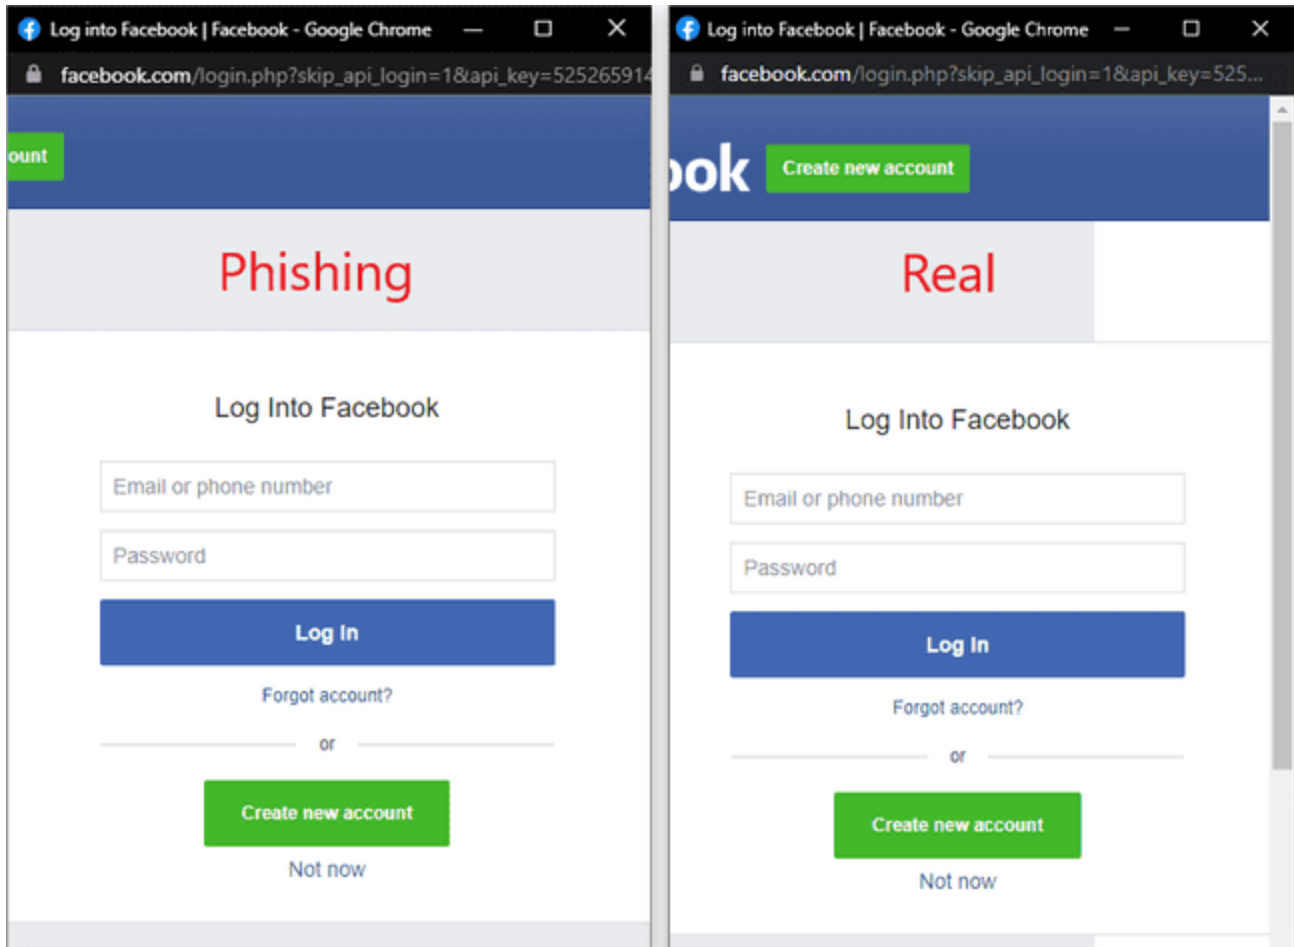 Log into Facebook | Facebook - Google Chrome
facebook.com/login.php?skip_api_login=1&api_key=525265914
ount
Phishing
Log Into Facebook
Email or phone number
Password
Log In
Forgot account?
or
Create new account
Not now
Log into Facebook | Facebook - Google Chrome
facebook.com/login.php?skip_api_login=1&api_key=525...
ook
Create new account
Real
Log Into Facebook
Email or phone number
Password
Log In
Forgot account?
or
Create new account
Not now